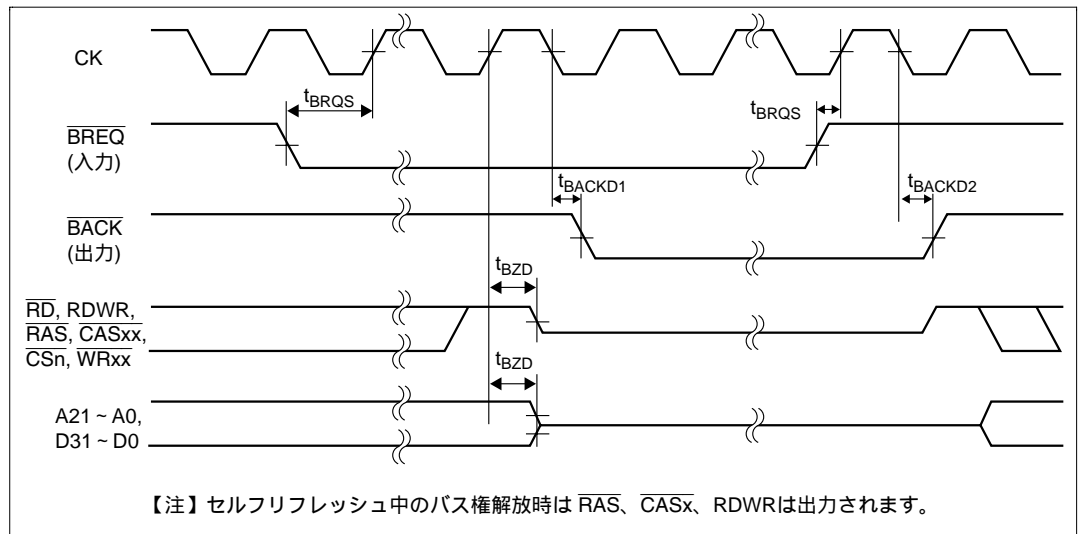 CK
tBRQS
tBRQS
BREQ
(入力)
tBACKD1
tBACKD2
BACK
(出力)
tBZD
RD, RDWR,
RAS, CASxx,
CSn, WRxx
tBZD
A21 ~ A0,
D31 ~ D0
【注】セルフリフレッシュ中のバス権解放時は RAS、CASx、RDWRは出力されます。